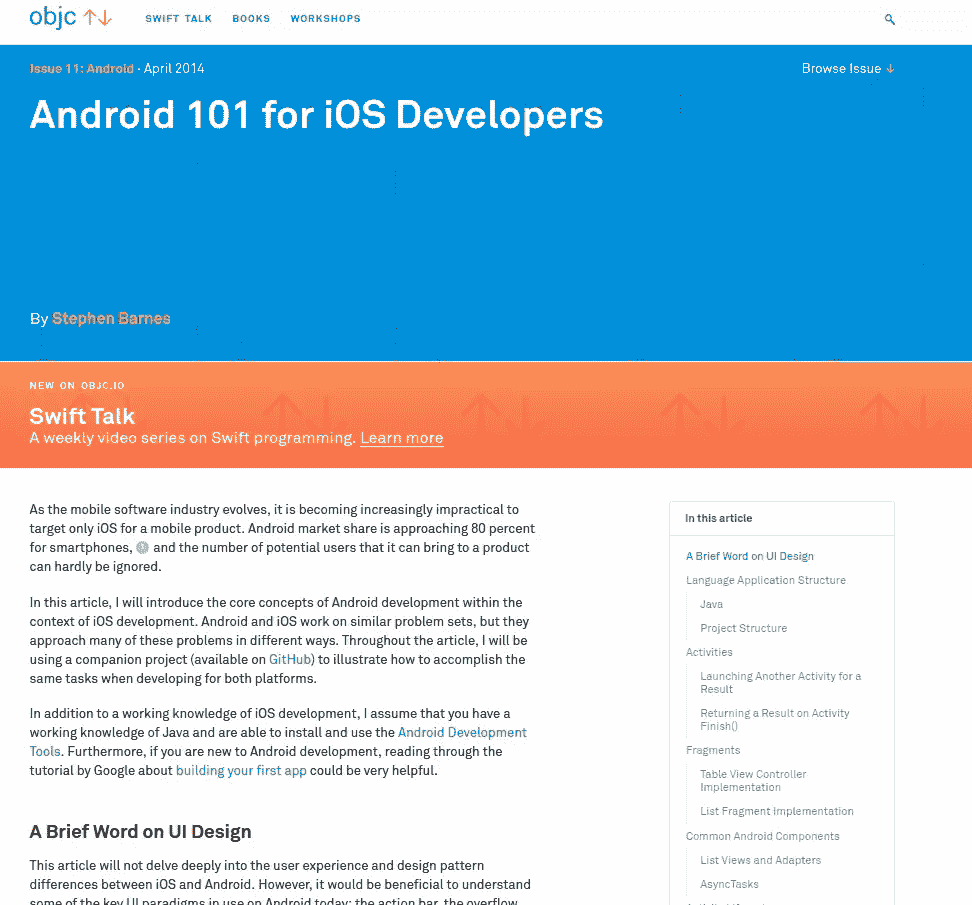 objc ↑↓
SWIFT TALK BOOKS WORKSHOPS
Issue 11: Android · April 2014
Browse Issue ↓
Android 101 for iOS Developers
By Stephen Barnes
NEW ON OBJC.IO
Swift Talk
A weekly video series on Swift programming. Learn more
As the mobile software industry evolves, it is becoming increasingly impractical to
target only iOS for a mobile product. Android market share is approaching 80 percent
for smartphones, and the number of potential users that it can bring to a product
can hardly be ignored.
In this article, I will introduce the core concepts of Android development within the
context of iOS development. Android and iOS work on similar problem sets, but they
approach many of these problems in different ways. Throughout the article, I will be
using a companion project (available on GitHub) to illustrate how to accomplish the
same tasks when developing for both platforms.
In addition to a working knowledge of iOS development, I assume that you have a
working knowledge of Java and are able to install and use the Android Development
Tools. Furthermore, if you are new to Android development, reading through the
tutorial by Google about building your first app could be very helpful.
A Brief Word on UI Design
This article will not delve deeply into the user experience and design pattern
differences between iOS and Android. However, it would be beneficial to understand
some of the key UI paradigms in use on Android today: the action bar, the overflow
In this article
A Brief Word on UI Design
Language Application Structure
Java
Project Structure
Activities
Launching Another Activity for a
Result
Returning a Result on Activity
Finish()
Fragments
Table View Controller
Implementation
List Fragment Implementation
Common Android Components
List Views and Adapters
AsyncTasks